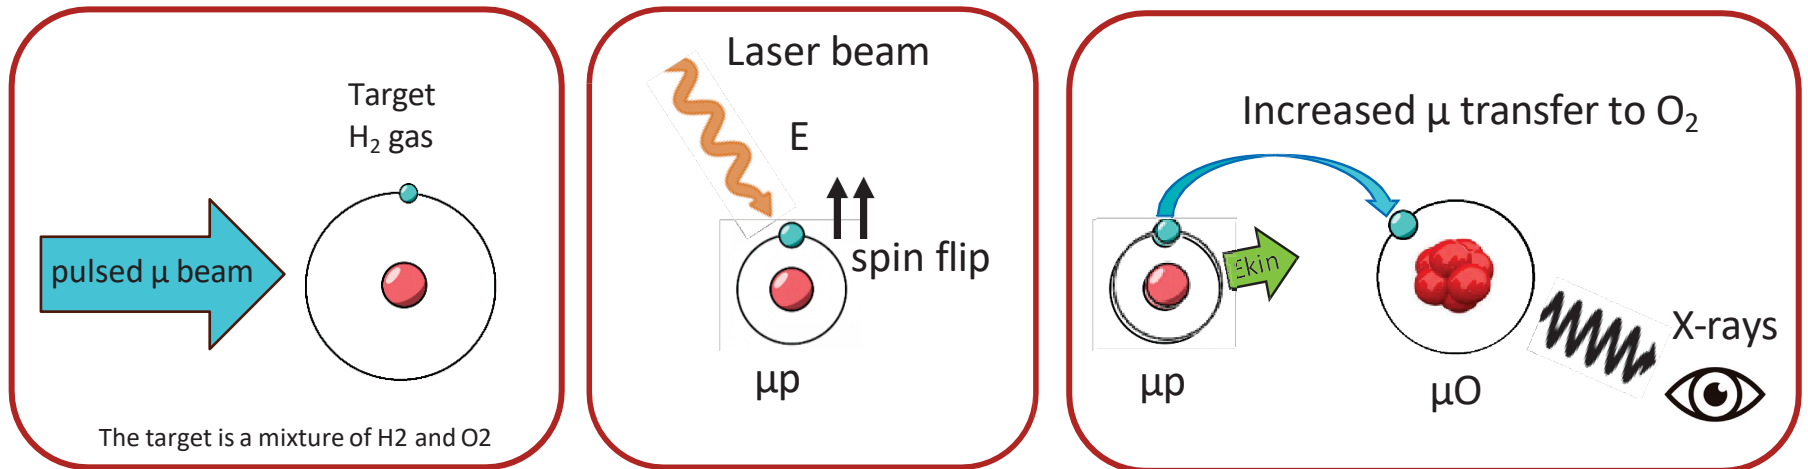 Target
H₂ gas
pulsed μ beam
The target is a mixture of H2 and O2
Laser beam
E
spin flip
μp
Increased μ transfer to O₂
Ekin
μp
μO
X-rays